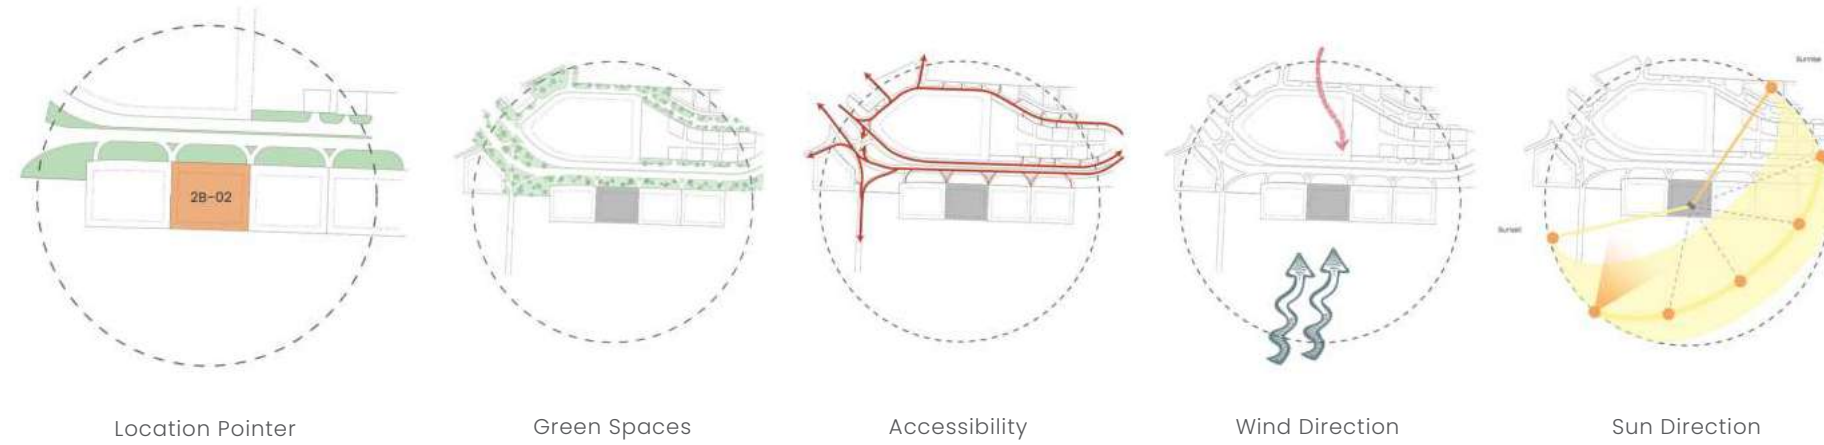 Sunrise
2B-02
Sunset
Location Pointer
Green Spaces
Accessibility
Wind Direction
Sun Direction